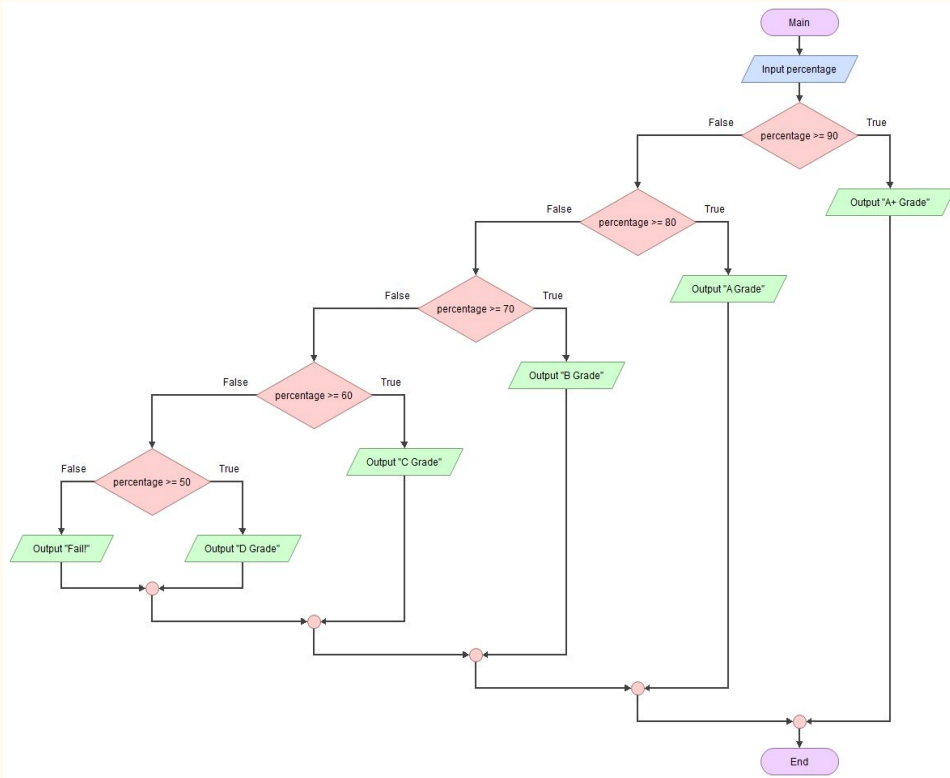 Main
Input percentage
False
True
percentage >= 90
Output "A+ Grade"
False
True
percentage >= 80
Output "A Grade"
False
True
percentage >= 70
Output "B Grade"
False
True
percentage >= 60
Output "C Grade"
False
True
percentage >= 50
Output "Fail!"
Output "D Grade"
End